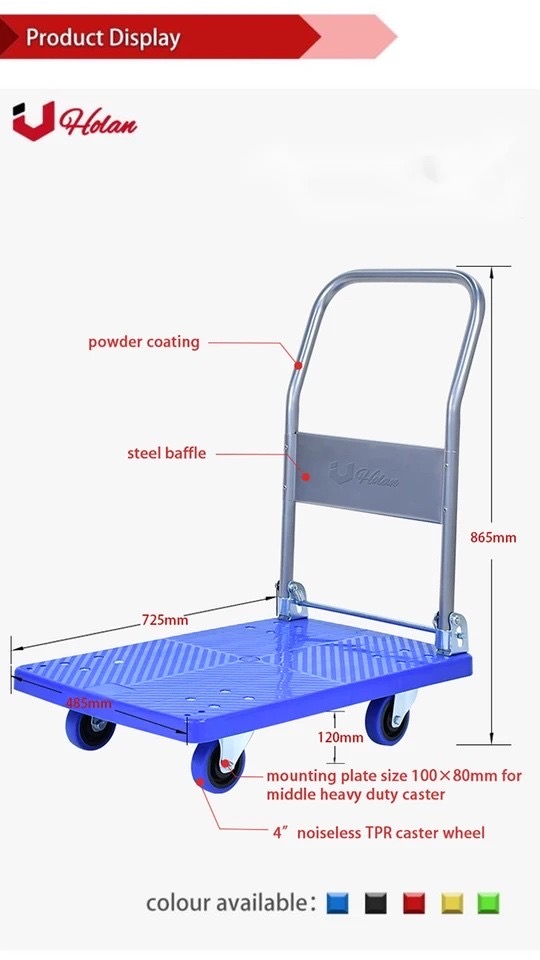 Product Display
Holan
powder coating
steel baffle
Holan
865mm
725mm
485mm
120mm
mounting plate size 100×80mm for
middle heavy duty caster
4” noiseless TPR caster wheel
colour available: